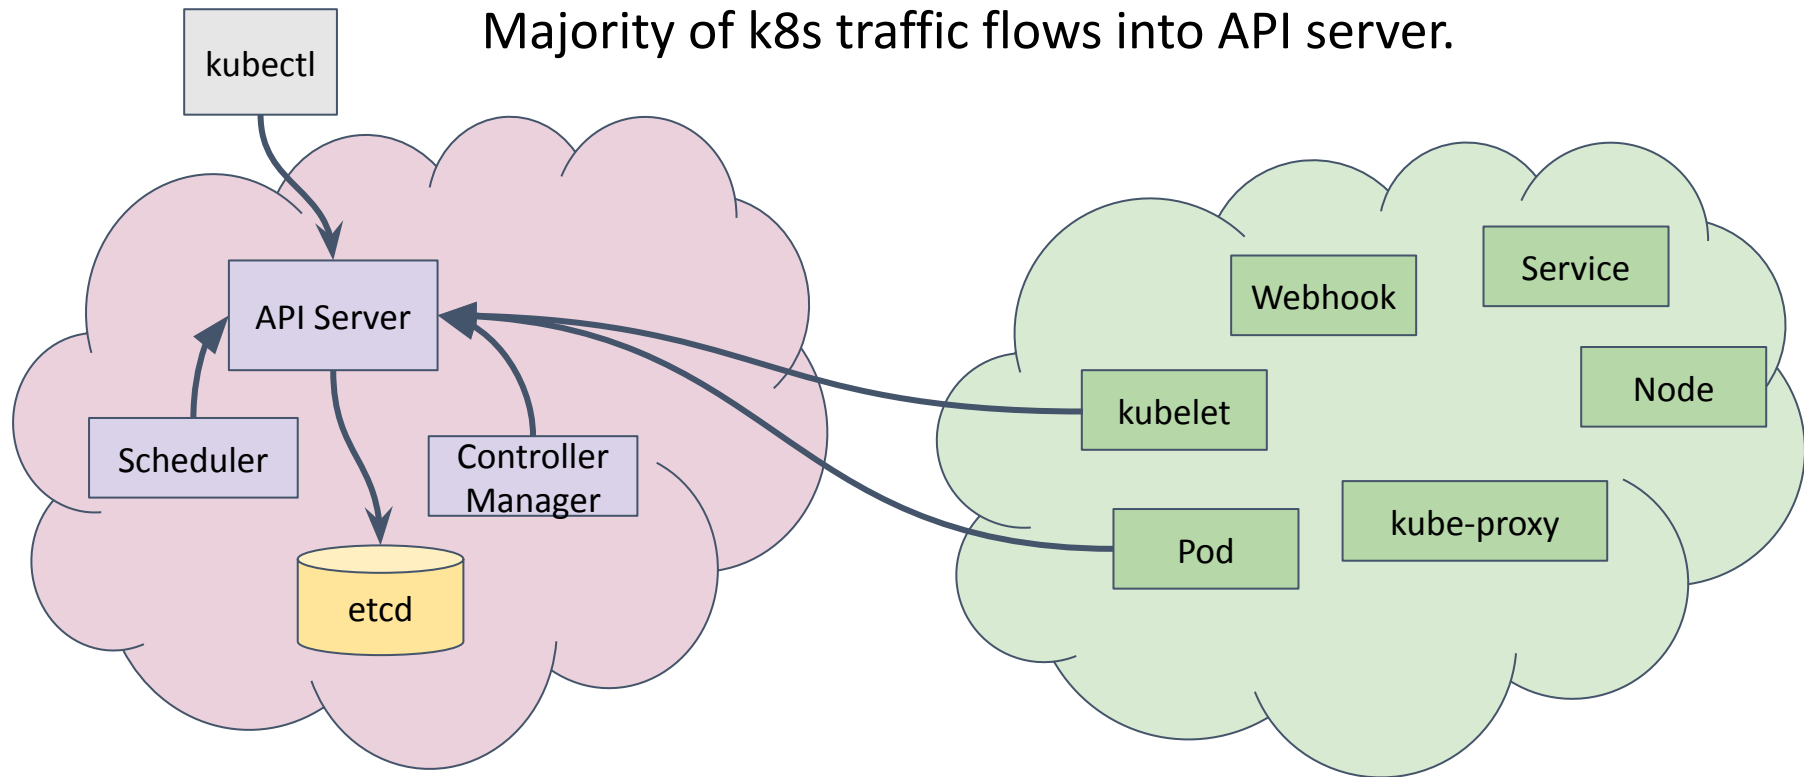 Majority of k8s traffic flows into API server.
kubectl
API Server
Scheduler
Controller
Manager
etcd
Webhook
Service
kubelet
Node
Pod
kube-proxy